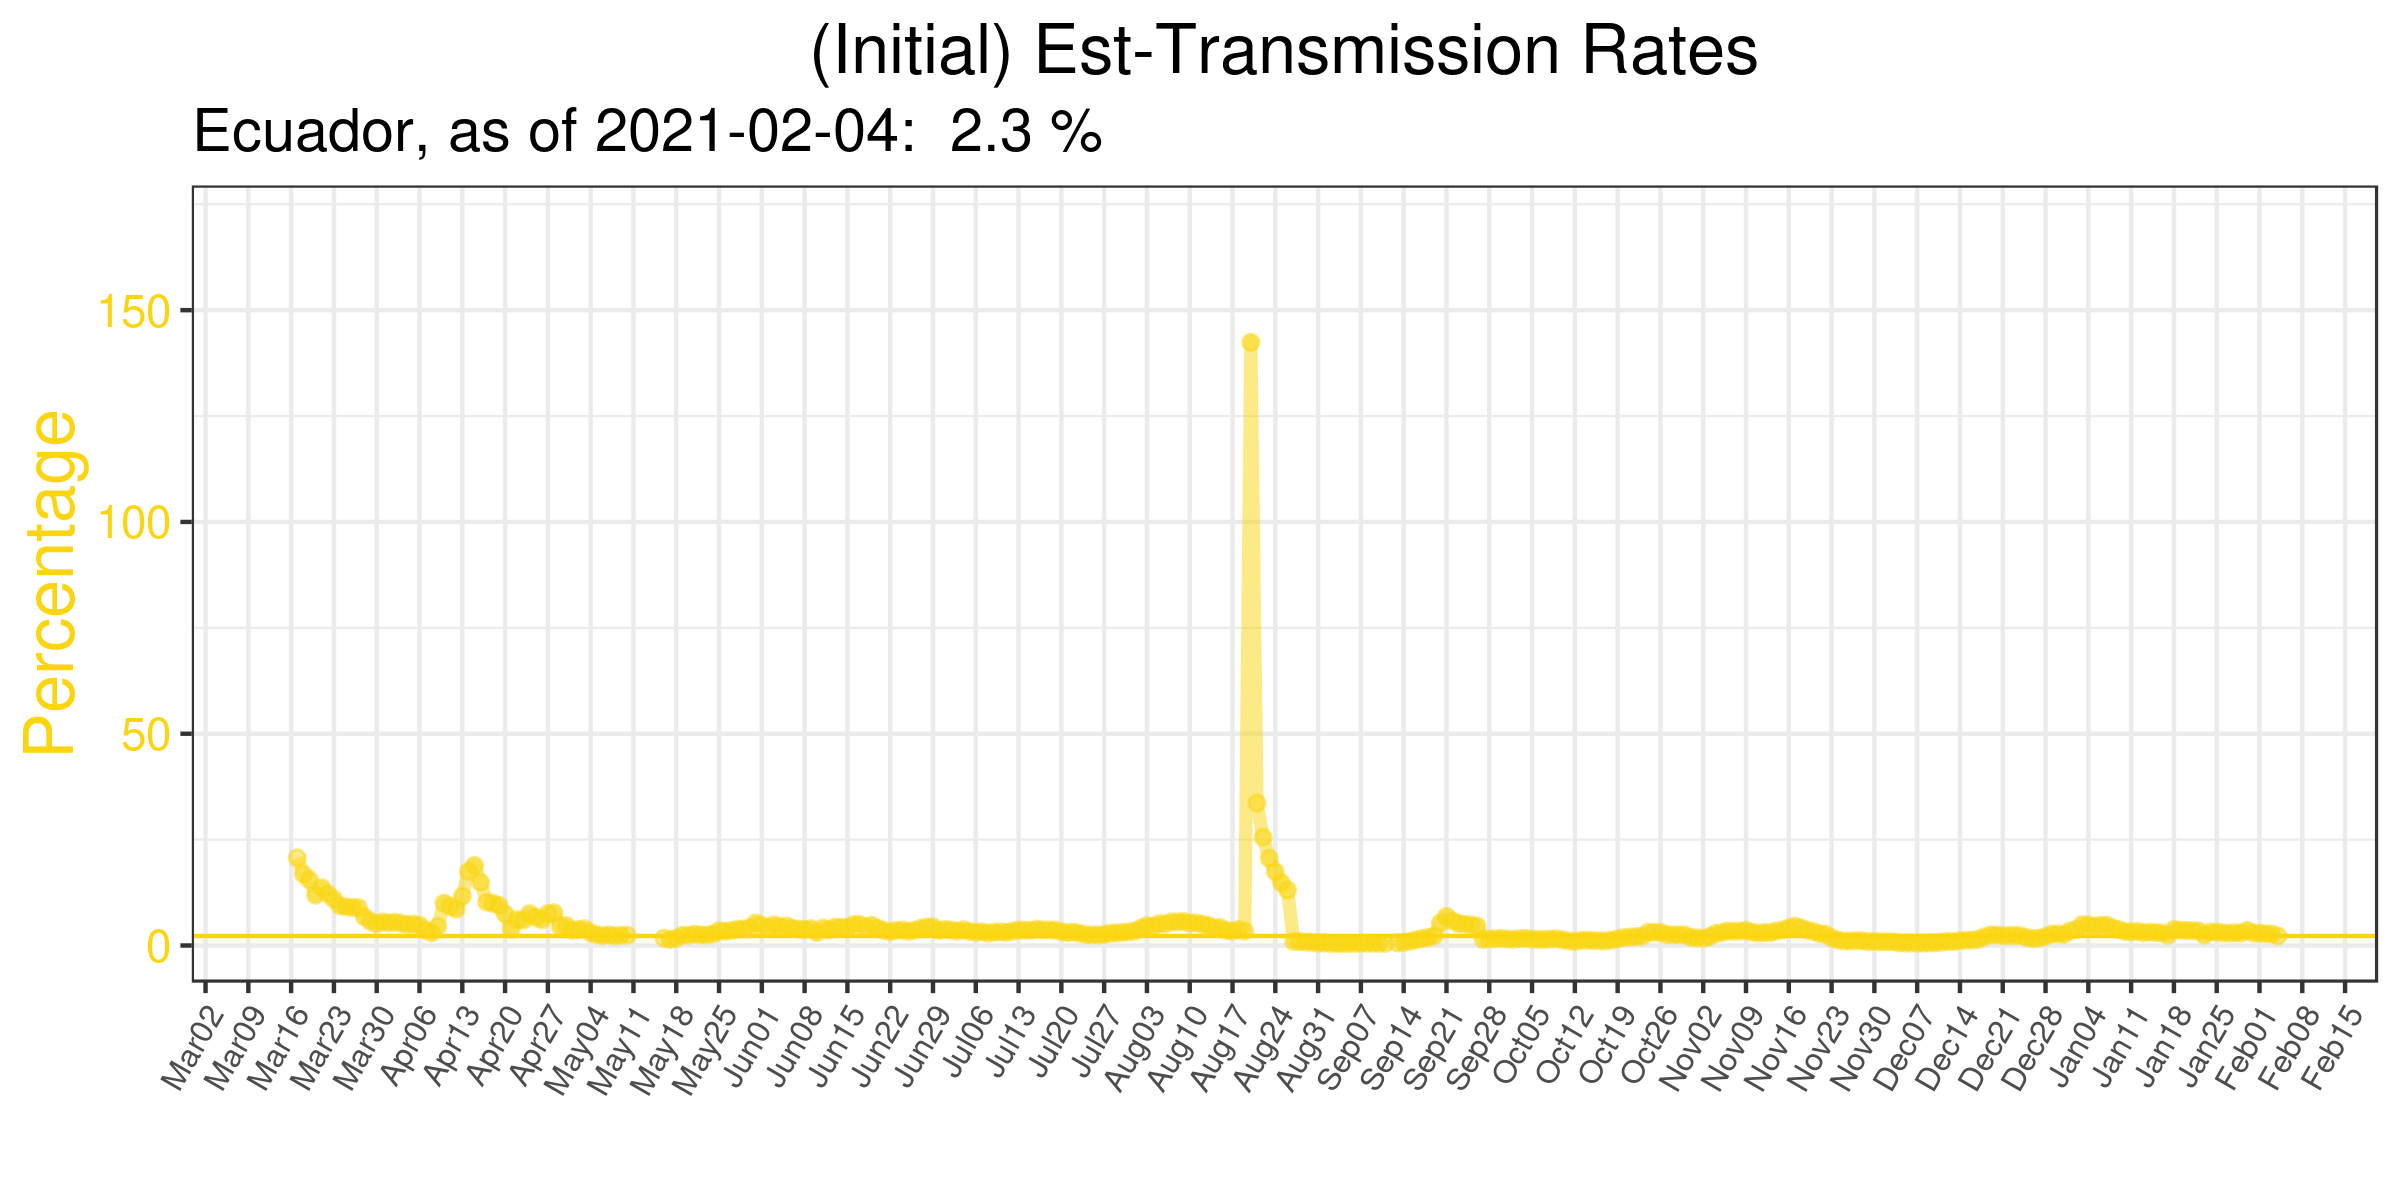 (Initial) Est-Transmission Rates
Ecuador, as of 2021-02-04:  2.3 %
Percentage
150
100
50
0
Mar02 Mar09 Mar16 Mar23 Mar30 Apr06 Apr13 Apr20 Apr27 May04 May11 May18 May25 Jun01 Jun08 Jun15 Jun22 Jun29 Jul06 Jul13 Jul20 Jul27 Aug03 Aug10 Aug17 Aug24 Aug31 Sep07 Sep14 Sep21 Sep28 Oct05 Oct12 Oct19 Oct26 Nov02 Nov09 Nov16 Nov23 Nov30 Dec07 Dec14 Dec21 Dec28 Jan04 Jan11 Jan18 Jan25 Feb01 Feb08 Feb15